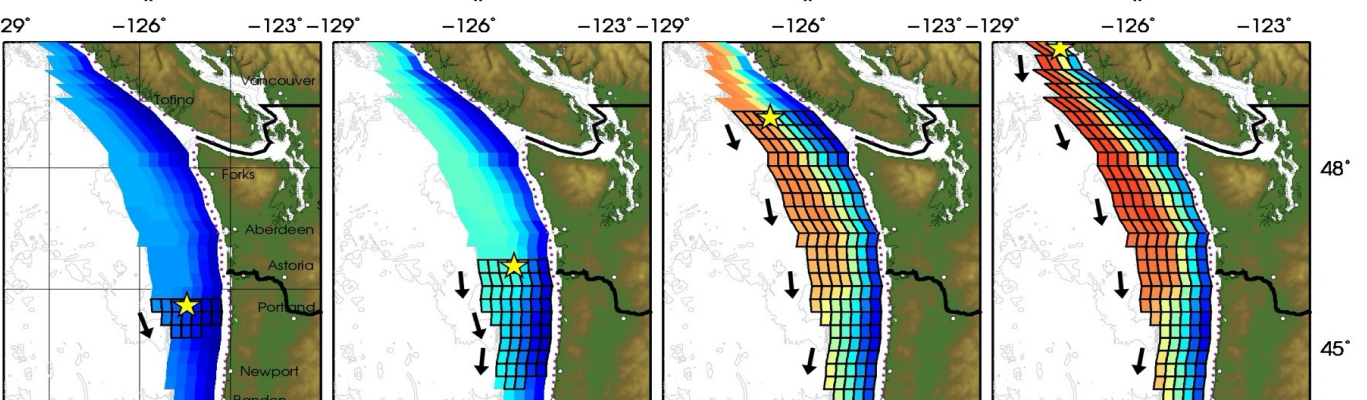 29° −126° −123° −129° −126° −123° −129° −126° −123° −129° −126° −123°
Vancouver
Tofino
48°
Forks
Aberdeen
Astoria
Portland
45°
Newport
Bandon